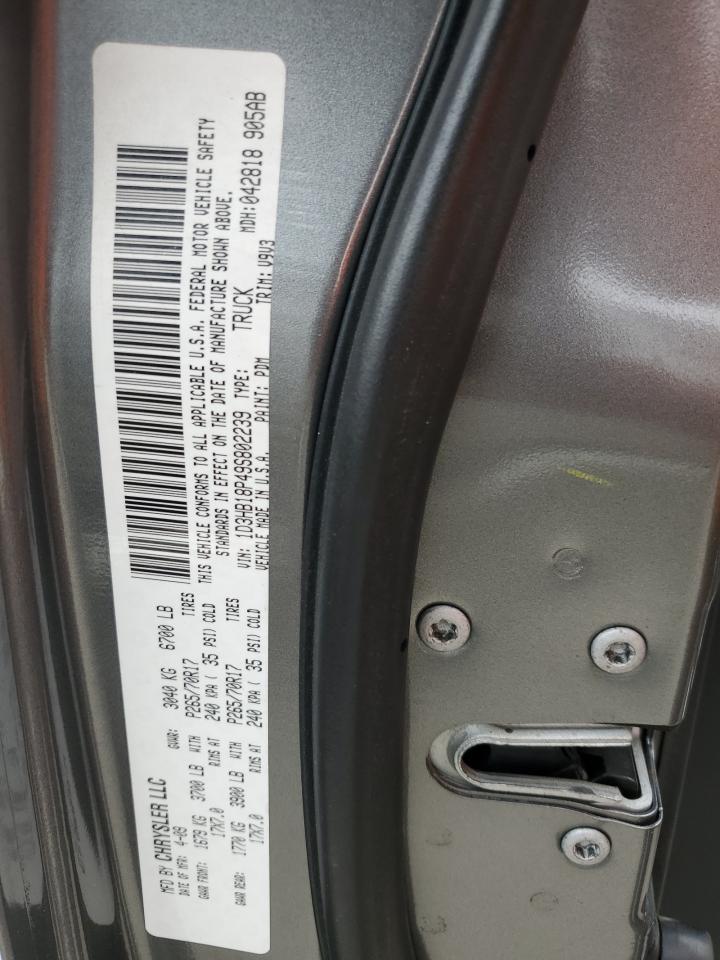 MFD BY CHRYSLER LLC
DATE OF MFR: 4-09 GVWR: 3040 KG 6700 LB
GAWR FRONT: 1679 KG 3700 LB WITH P265/70R17 TIRES
17X7.0 RIMS AT 240 KPA ( 35 PSI) COLD
GAWR REAR: 1770 KG 3900 LB WITH P265/70R17 TIRES
17X7.0 RIMS AT 240 KPA ( 35 PSI) COLD
THIS VEHICLE CONFORMS TO ALL APPLICABLE U.S.A. FEDERAL MOTOR VEHICLE SAFETY
STANDARDS IN EFFECT ON THE DATE OF MANUFACTURE SHOWN ABOVE.
VIN: 1D3HB18P49S802239 TYPE: TRUCK MDH:042818 905AB
VEHICLE MADE IN U.S.A. PAINT: PDM TRIM: V9V3